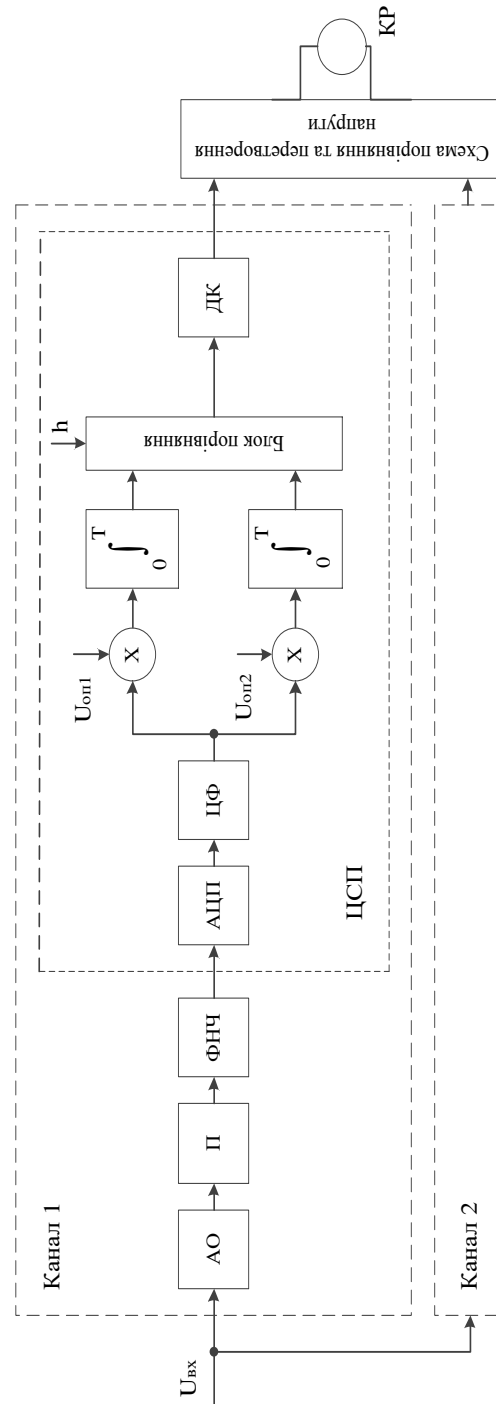 Uвх
Канал 1
АО
П
ФНЧ
АЦП
ЦФ
Uоп1
X
∫
T
0
Uоп2
X
∫
T
0
h
Блок порівняння
ДК
ЦСП
Схема порівняння та перетворення
напруги
КР
Канал 2